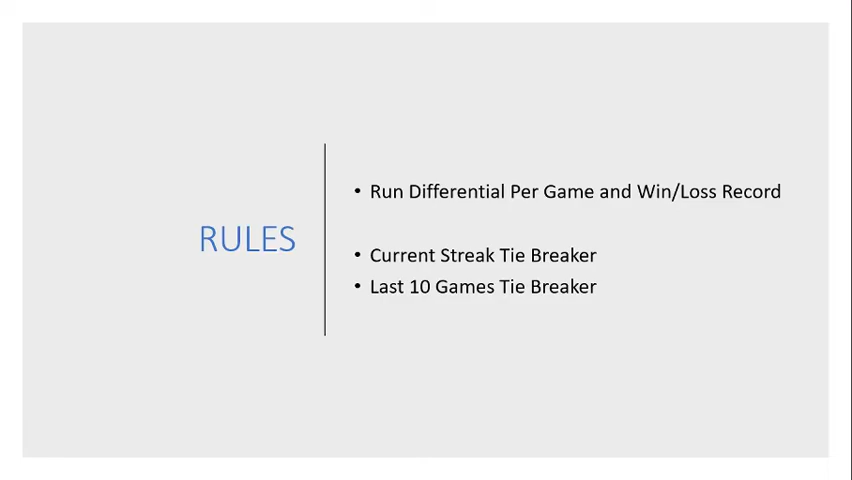 RULES
• Run Differential Per Game and Win/Loss Record
• Current Streak Tie Breaker
• Last 10 Games Tie Breaker